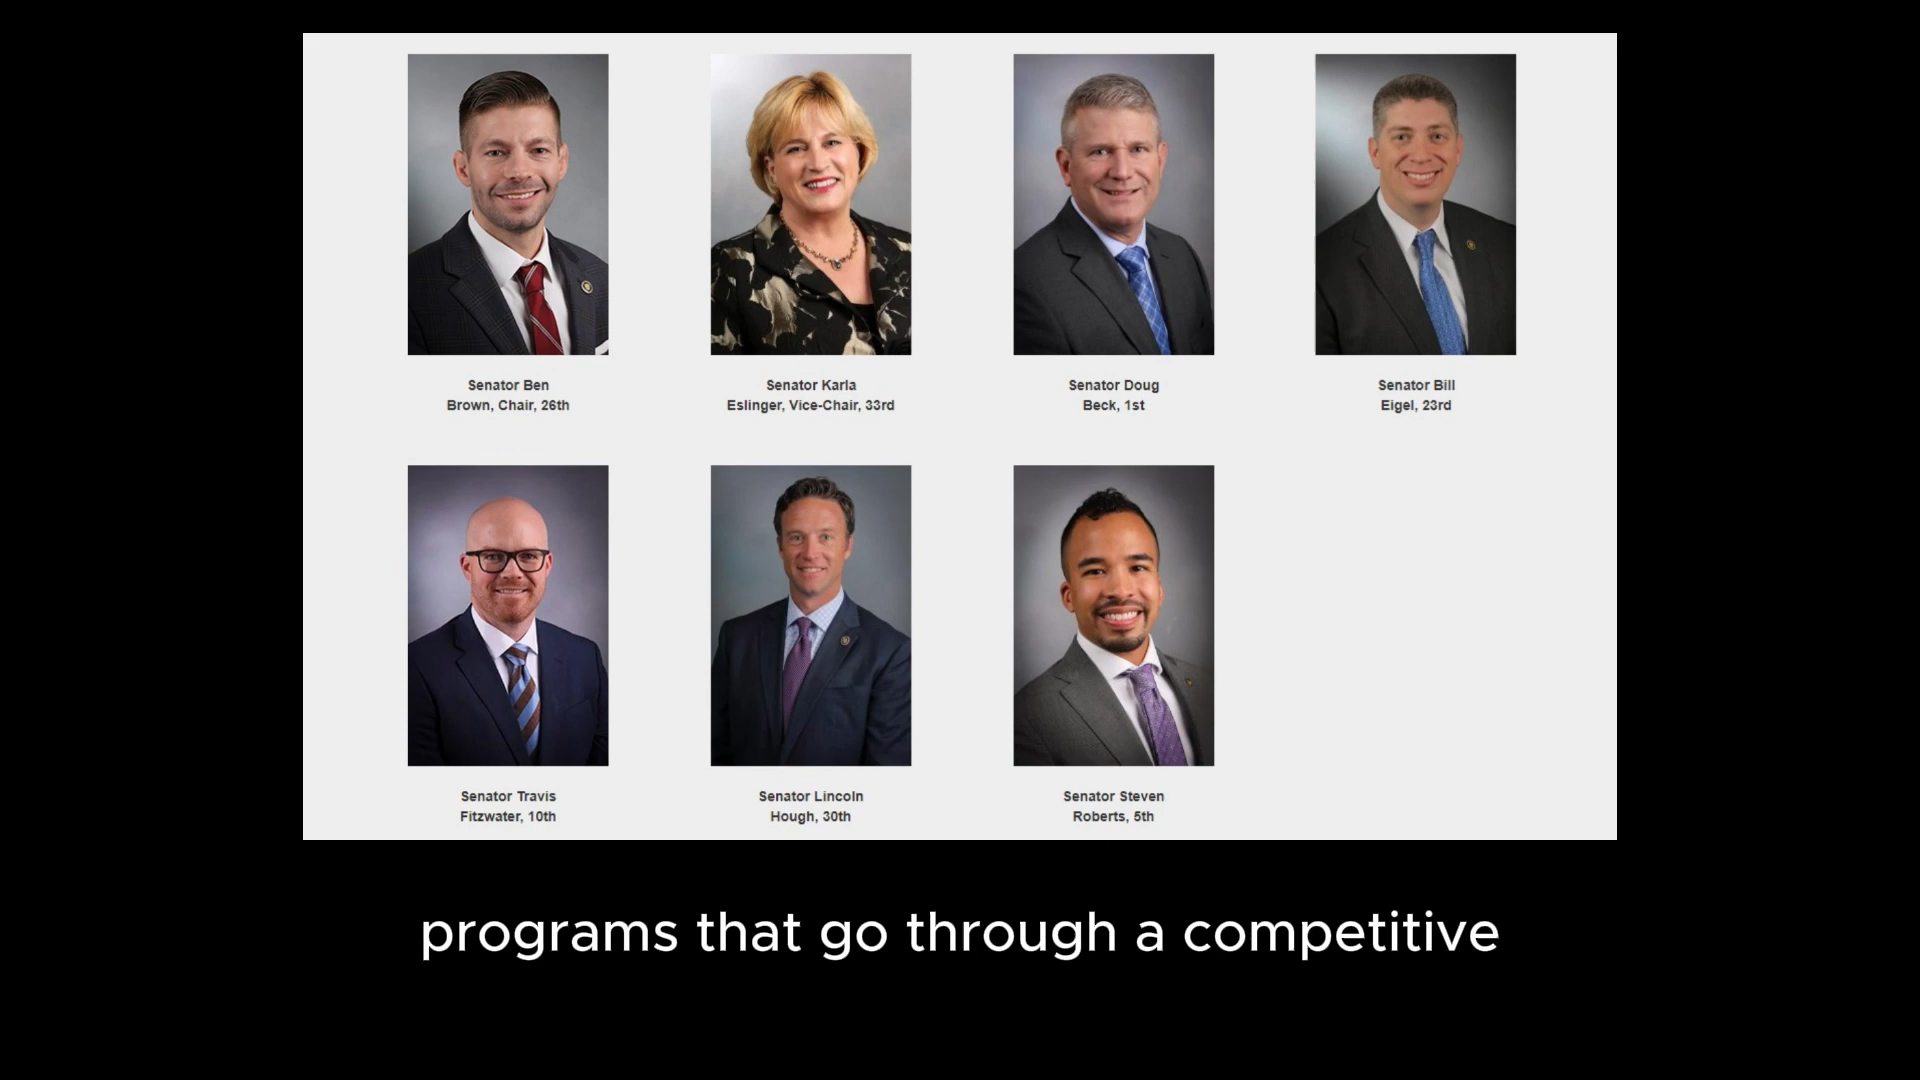 Senator Ben
Brown, Chair, 26th
Senator Karla
Eslinger, Vice-Chair, 33rd
Senator Doug
Beck, 1st
Senator Bill
Eigel, 23rd
Senator Travis
Fitzwater, 10th
Senator Lincoln
Hough, 30th
Senator Steven
Roberts, 5th
programs that go through a competitive